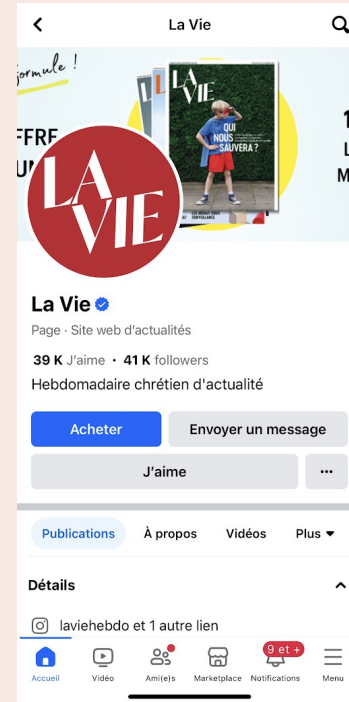 La Vie
formule !
FFRE
LA
VIE
QUI
NOUS
SAUVERA ?
LA
VIE
La Vie
Page · Site web d'actualités
39 K J'aime • 41 K followers
Hebdomadaire chrétien d'actualité
Acheter
Envoyer un message
J'aime
Publications
À propos
Vidéos
Plus
Détails
laviehebdo et 1 autre lien
9 et +
Accueil
Vidéo
Ami(e)s
Marketplace
Notifications
Menu